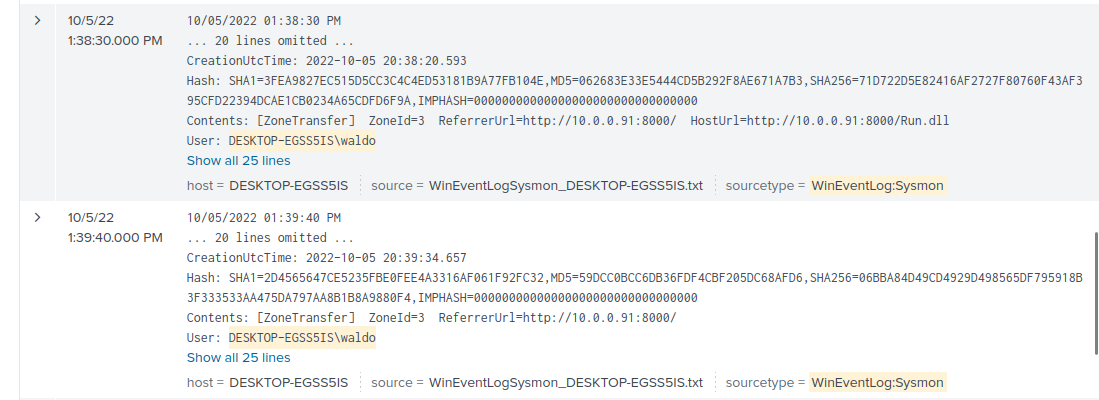 10/5/22
1:38:30.000 PM
10/05/2022 01:38:30 PM
... 20 lines omitted ...
CreationUtcTime: 2022-10-05 20:38:20.593
Hash: SHA1=3FEA9827EC515D5CC3C4C4ED53181B9A77FB104E,MD5=062683E33E5444CD5B292F8AE671A7B3,SHA256=71D722D5E82416AF2727F80760F43AF3
95CFD22394DCAE1CB0234A65CDFD6F9A,IMPHASH=00000000000000000000000000000000
Contents: [ZoneTransfer]  ZoneId=3  ReferrerUrl=http://10.0.0.91:8000/  HostUrl=http://10.0.0.91:8000/Run.dll
User: DESKTOP-EGSS5IS\waldo
Show all 25 lines
host = DESKTOP-EGSS5IS source = WinEventLogSysmon_DESKTOP-EGSS5IS.txt sourcetype = WinEventLog:Sysmon
10/5/22
1:39:40.000 PM
10/05/2022 01:39:40 PM
... 20 lines omitted ...
CreationUtcTime: 2022-10-05 20:39:34.657
Hash: SHA1=2D4565647CE5235FBE0FEE4A3316AF061F92FC32,MD5=59DCC0BCC6DB36FDF4CBF205DC68AFD6,SHA256=06BBA84D49CD4929D498565DF795918B
3F333533AA475DA797AA8B1B8A9880F4,IMPHASH=00000000000000000000000000000000
Contents: [ZoneTransfer]  ZoneId=3  ReferrerUrl=http://10.0.0.91:8000/
User: DESKTOP-EGSS5IS\waldo
Show all 25 lines
host = DESKTOP-EGSS5IS source = WinEventLogSysmon_DESKTOP-EGSS5IS.txt sourcetype = WinEventLog:Sysmon